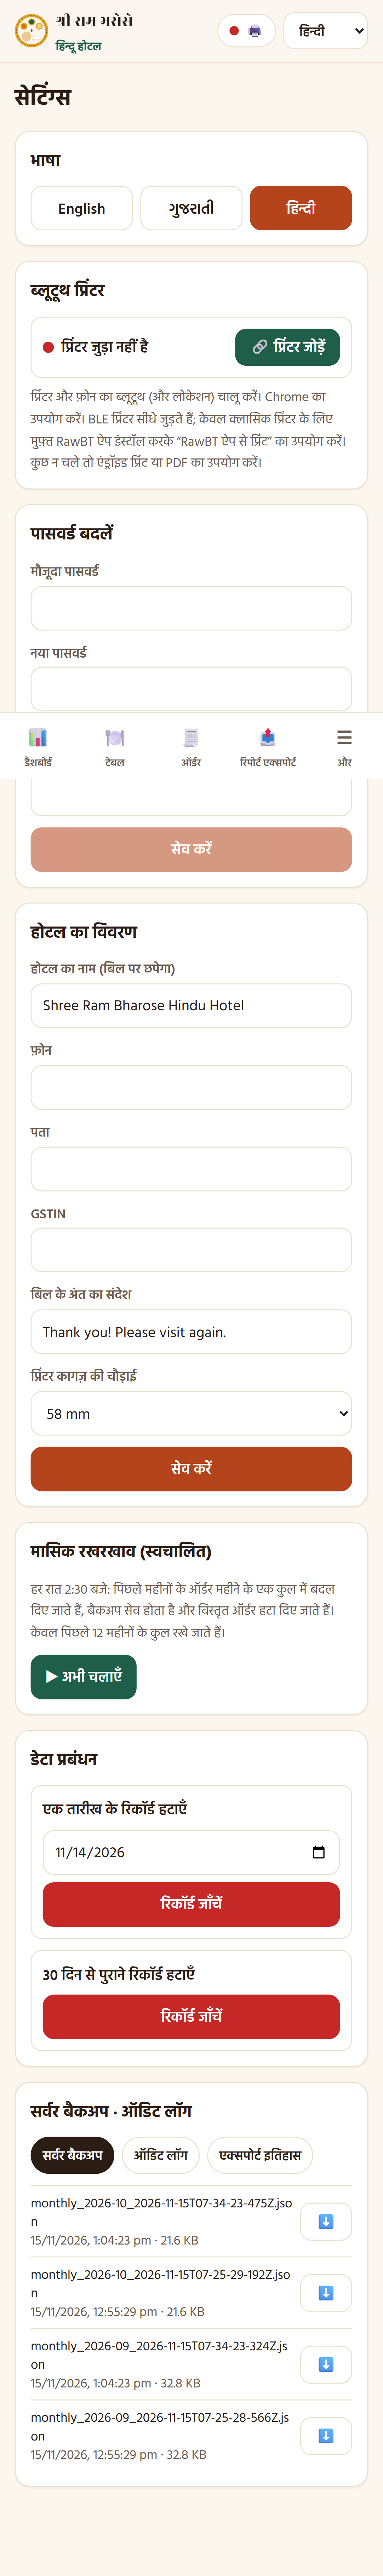 श्री राम भरोसे
हिन्दू होटल
हिन्दी
सेटिंग्स
भाषा
English
ગુજરાતી
हिन्दी
ब्लूटूथ प्रिंटर
प्रिंटर जुड़ा नहीं है
प्रिंटर जोड़ें
प्रिंटर और फ़ोन का ब्लूटूथ (और लोकेशन) चालू करें। Chrome का
उपयोग करें। BLE प्रिंटर सीधे जुड़ते हैं; केवल क्लासिक प्रिंटर के लिए
मुफ़्त RawBT ऐप इंस्टॉल करके “RawBT ऐप से प्रिंट” का उपयोग करें।
कुछ न चले तो एंड्रॉइड प्रिंट या PDF का उपयोग करें।
पासवर्ड बदलें
मौजूदा पासवर्ड
नया पासवर्ड
डैशबोर्ड
टेबल
ऑर्डर
रिपोर्ट एक्सपोर्ट
और
सेव करें
होटल का विवरण
होटल का नाम (बिल पर छपेगा)
Shree Ram Bharose Hindu Hotel
फ़ोन
पता
GSTIN
बिल के अंत का संदेश
Thank you! Please visit again.
प्रिंटर कागज़ की चौड़ाई
58 mm
सेव करें
मासिक रखरखाव (स्वचालित)
हर रात 2:30 बजे: पिछले महीनों के ऑर्डर महीने के एक कुल में बदल
दिए जाते हैं, बैकअप सेव होता है और विस्तृत ऑर्डर हटा दिए जाते हैं।
केवल पिछले 12 महीनों के कुल रखे जाते हैं।
▶ अभी चलाएँ
डेटा प्रबंधन
एक तारीख के रिकॉर्ड हटाएँ
11/14/2026
रिकॉर्ड जाँचें
30 दिन से पुराने रिकॉर्ड हटाएँ
रिकॉर्ड जाँचें
सर्वर बैकअप · ऑडिट लॉग
सर्वर बैकअप
ऑडिट लॉग
एक्सपोर्ट इतिहास
monthly_2026-10_2026-11-15T07-34-23-475Z.jso
n
15/11/2026, 1:04:23 pm · 21.6 KB
monthly_2026-10_2026-11-15T07-25-29-192Z.jso
n
15/11/2026, 12:55:29 pm · 21.6 KB
monthly_2026-09_2026-11-15T07-34-23-324Z.js
on
15/11/2026, 1:04:23 pm · 32.8 KB
monthly_2026-09_2026-11-15T07-25-28-566Z.js
on
15/11/2026, 12:55:29 pm · 32.8 KB